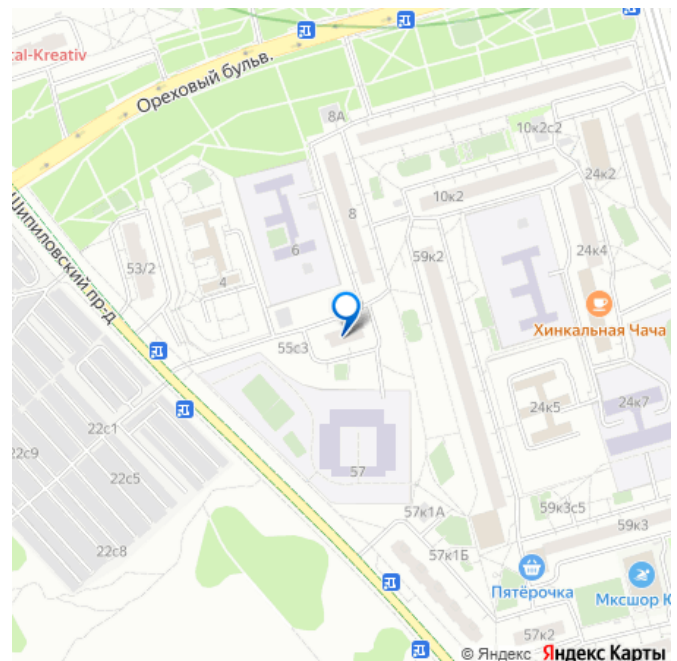 al-Kreativ
Ореховый бульв.
8А
10к2с2
24к2
10к2
8
Шипиловский пр-д
6
59к2
24к4
53/2
4
Хинкальная Чача
55с3
24к5
24к7
22с1
22с9
57
22с5
57к1А
59к3с5
59к3
22с8
57к1Б
Пятёрочка
Мксшор Ю
57к2
© Яндекс Яндекс Карты